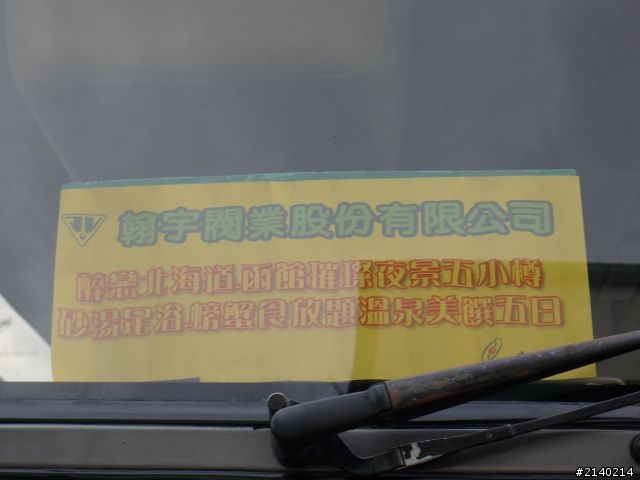 翰宇閥業股份有限公司
醉戀北海道.函館璀璨夜景五小樽
砂湯足浴.螃蟹食放題溫泉美饌五日
#2140214